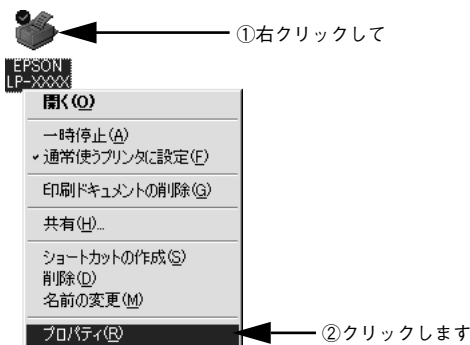 ①右クリックして
EPSON
LP-XXXX
開く(O)
一時停止(A)
通常使うプリンタに設定(F)
印刷ドキュメントの削除(G)
共有(H)...
ショートカットの作成(S)
削除(D)
名前の変更(M)
プロパティ(R)
②クリックします